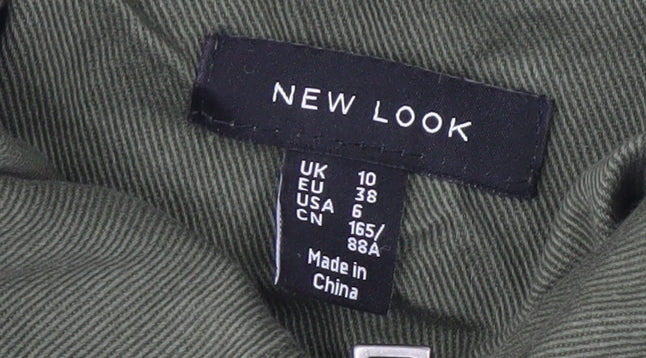 NEW LOOK
UK 10
EU 38
USA 6
CN 165/
88A
Made in
China